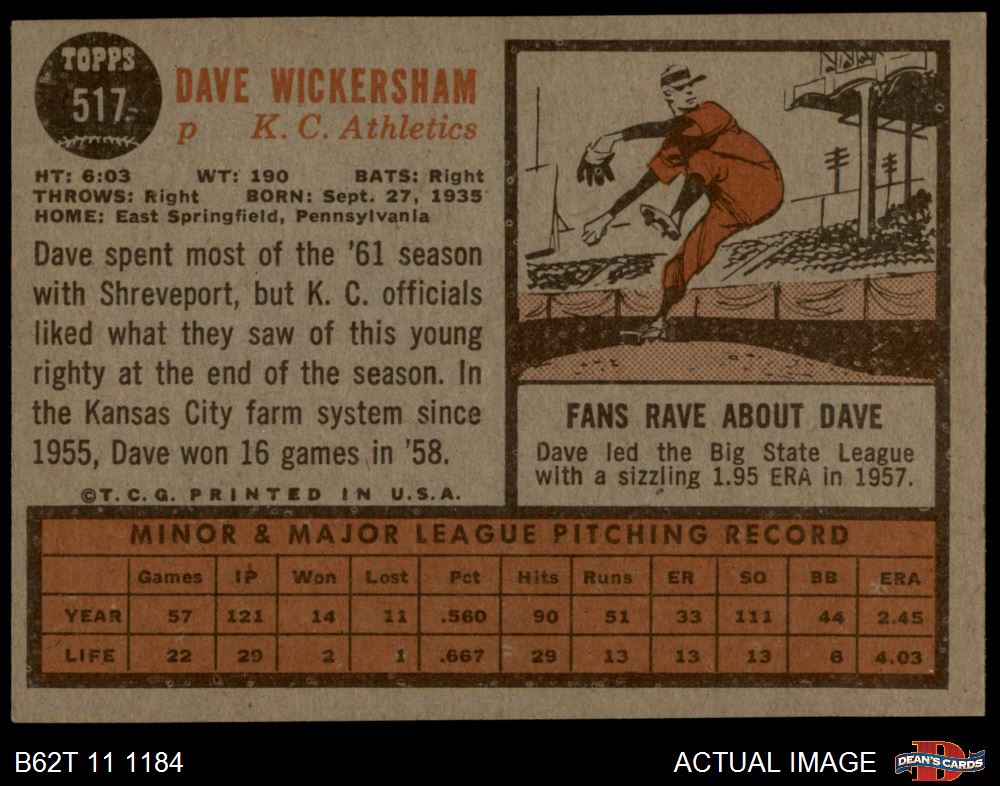 TOPPS
517
DAVE WICKERSHAM
p K. C. Athletics
HT: 6:03 WT: 190 BATS: Right
THROWS: Right BORN: Sept. 27, 1935
HOME: East Springfield, Pennsylvania
Dave spent most of the '61 season
with Shreveport, but K. C. officials
liked what they saw of this young
righty at the end of the season. In
the Kansas City farm system since
1955, Dave won 16 games in '58.
©T. C. G. PRINTED IN U.S.A.
FANS RAVE ABOUT DAVE
Dave led the Big State League
with a sizzling 1.95 ERA in 1957.
MINOR & MAJOR LEAGUE PITCHING RECORD
Games IP Won Lost Pct Hits Runs ER SO BB ERA
YEAR 57 121 14 11 .560 90 51 33 111 44 2.45
LIFE 22 29 2 1 .667 29 13 13 13 6 4.03
B62T 11 1184 ACTUAL IMAGE
DEAN'S CARDS